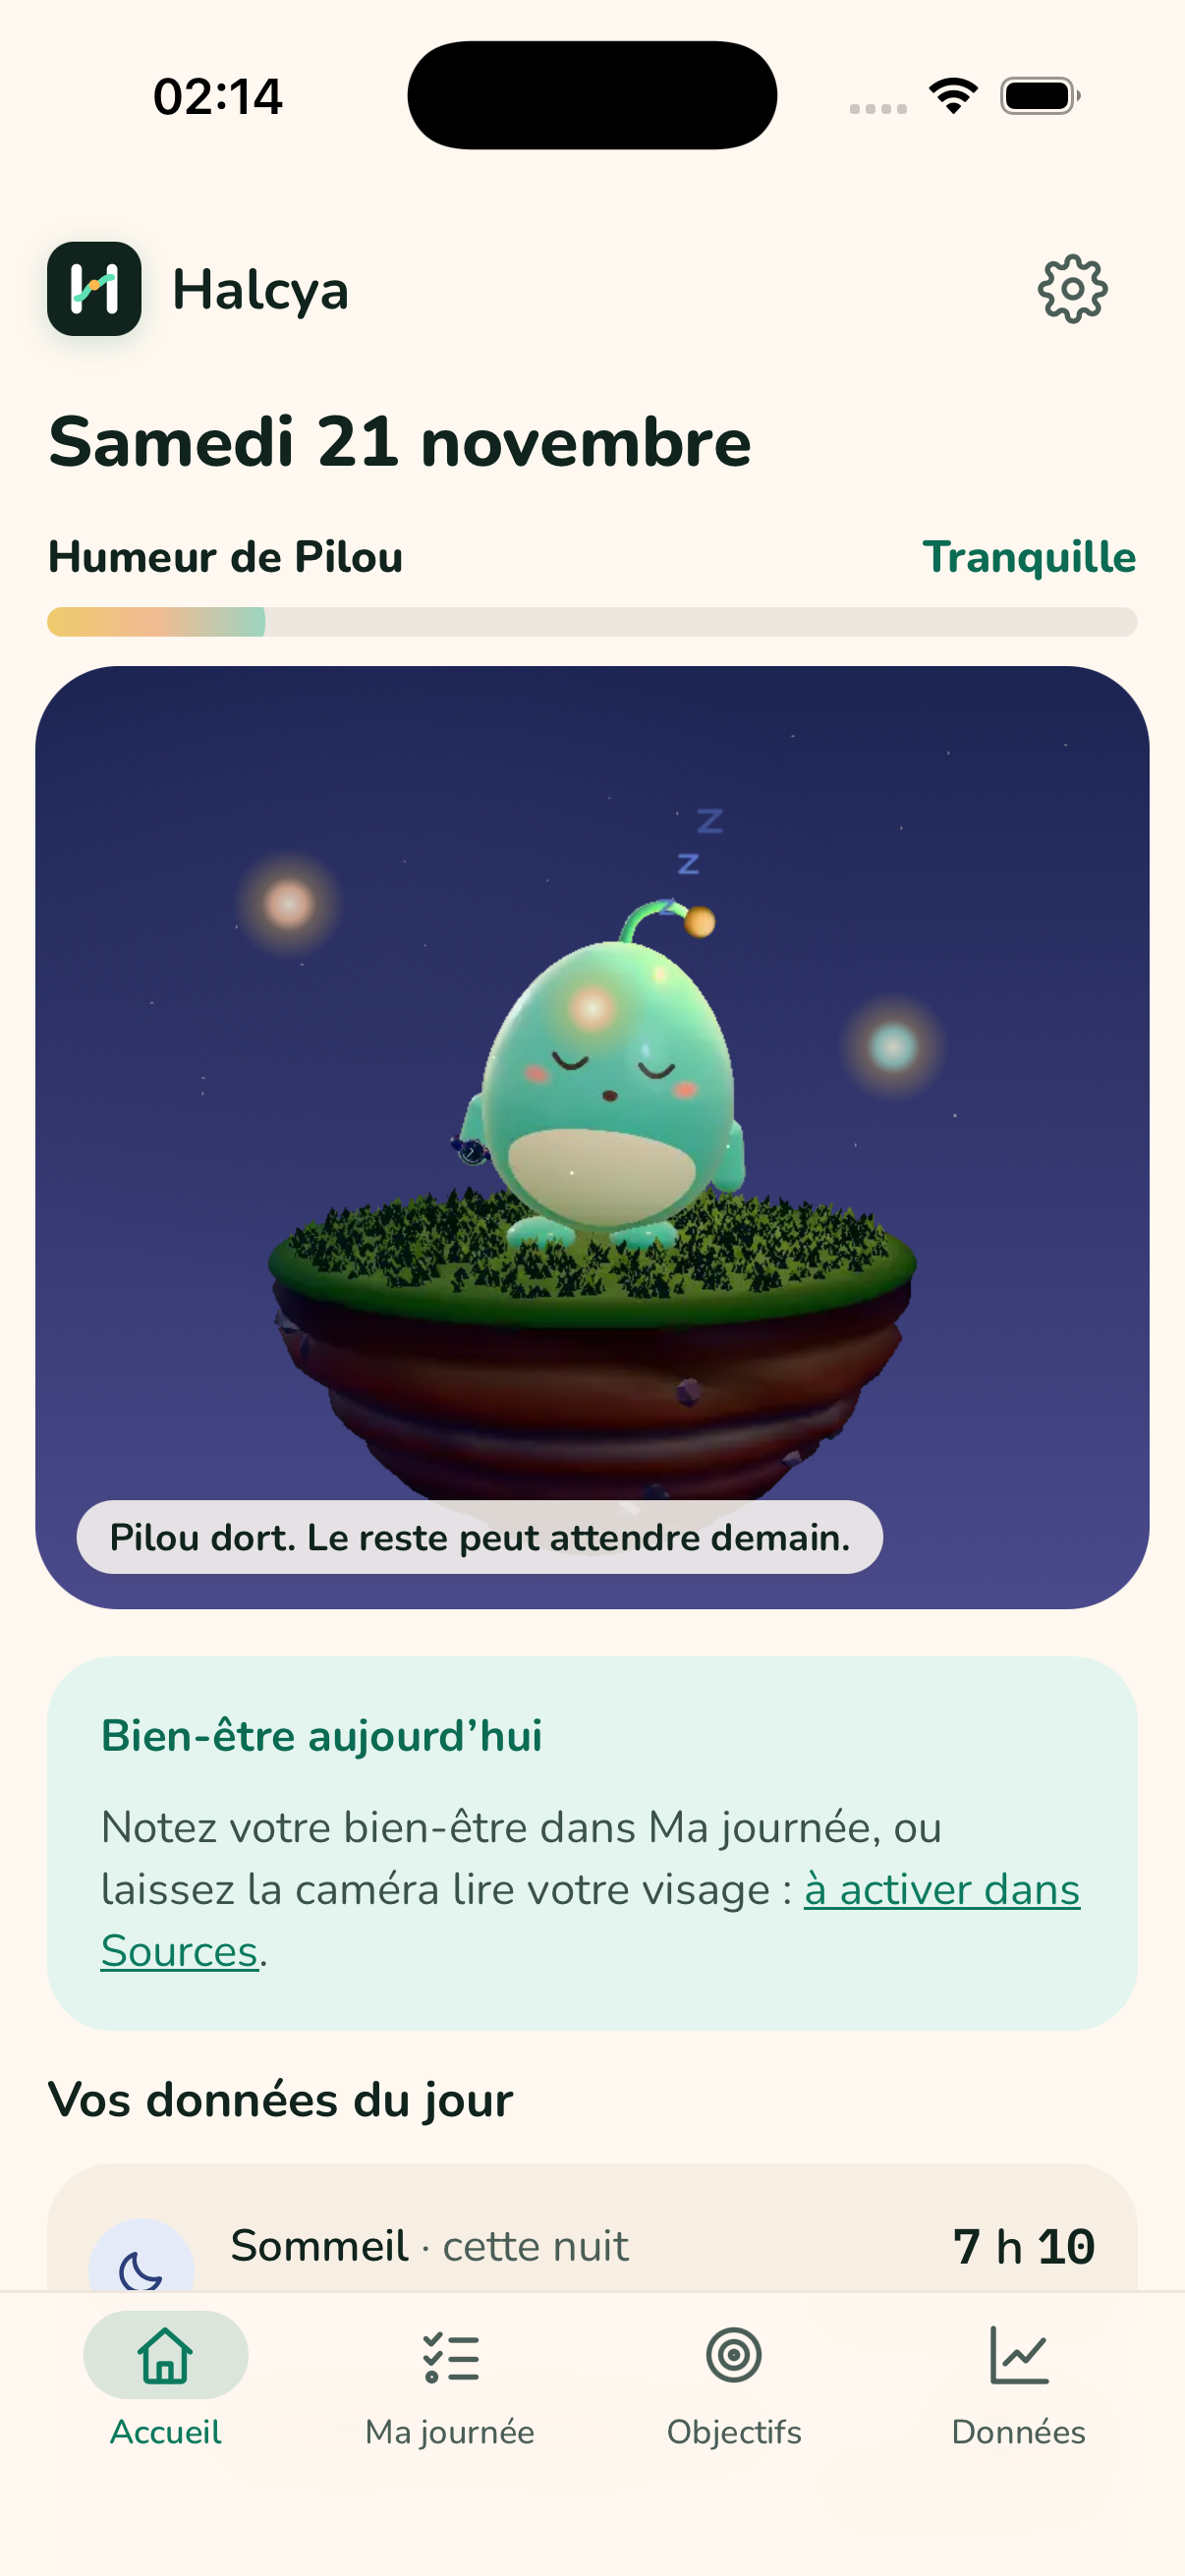 02:14
Halcya
Samedi 21 novembre
Humeur de Pilou
Tranquille
z
z
z
Pilou dort. Le reste peut attendre demain.
Bien-être aujourd’hui
Notez votre bien-être dans Ma journée, ou
laissez la caméra lire votre visage : à activer dans
Sources.
Vos données du jour
Sommeil · cette nuit
7 h 10
Accueil
Ma journée
Objectifs
Données